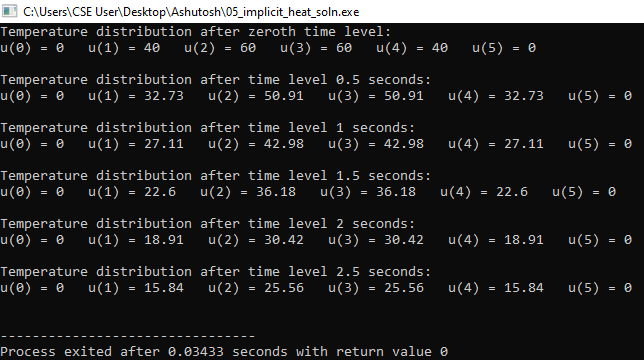 C:\Users\CSE User\Desktop\Ashutosh\05_implicit_heat_soln.exe
Temperature distribution after zeroth time level:
u(0) = 0   u(1) = 40   u(2) = 60   u(3) = 60   u(4) = 40   u(5) = 0
Temperature distribution after time level 0.5 seconds:
u(0) = 0   u(1) = 32.73   u(2) = 50.91   u(3) = 50.91   u(4) = 32.73   u(5) = 0
Temperature distribution after time level 1 seconds:
u(0) = 0   u(1) = 27.11   u(2) = 42.98   u(3) = 42.98   u(4) = 27.11   u(5) = 0
Temperature distribution after time level 1.5 seconds:
u(0) = 0   u(1) = 22.6   u(2) = 36.18   u(3) = 36.18   u(4) = 22.6   u(5) = 0
Temperature distribution after time level 2 seconds:
u(0) = 0   u(1) = 18.91   u(2) = 30.42   u(3) = 30.42   u(4) = 18.91   u(5) = 0
Temperature distribution after time level 2.5 seconds:
u(0) = 0   u(1) = 15.84   u(2) = 25.56   u(3) = 25.56   u(4) = 15.84   u(5) = 0
--------------------------------
Process exited after 0.03433 seconds with return value 0